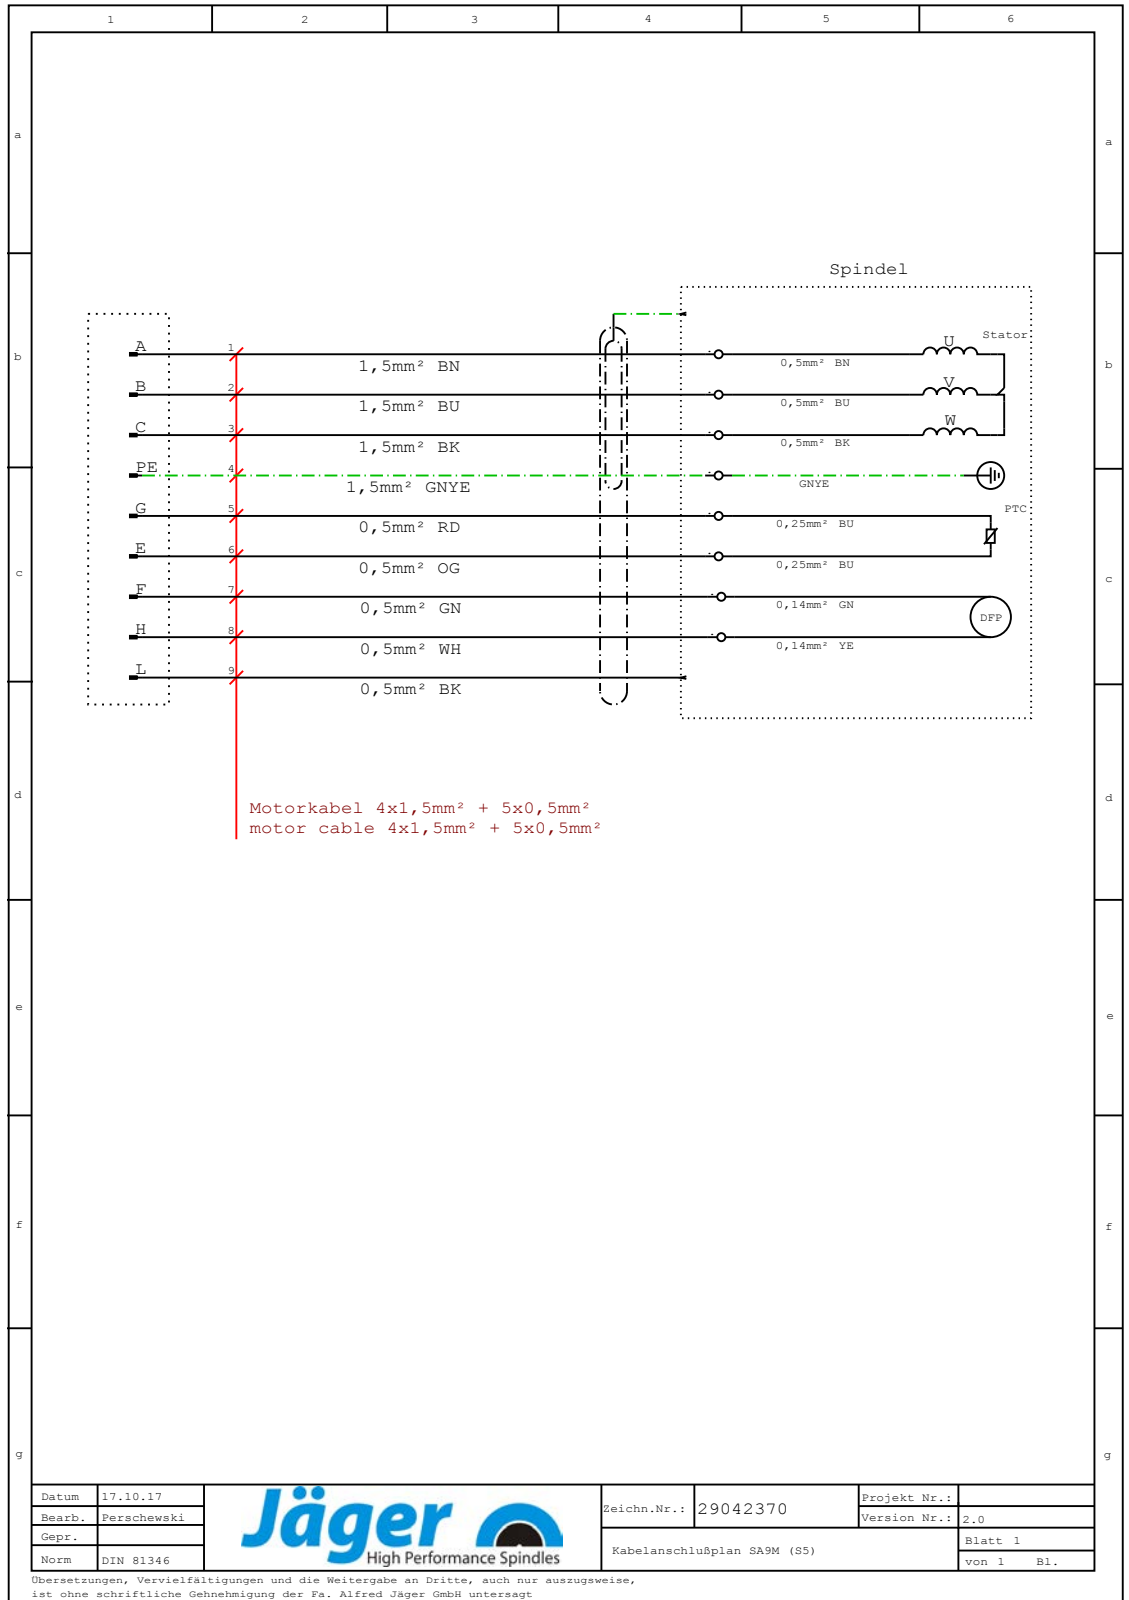 1 2 3 4 5 6
a a
Spindel
b b
A 1 1,5mm² BN 0,5mm² BN U Stator
B 2 1,5mm² BU 0,5mm² BU V
C 3 1,5mm² BK 0,5mm² BK W
PE 4 1,5mm² GNYE GNYE
G 5 0,5mm² RD 0,25mm² BU PTC
E 6 0,5mm² OG 0,25mm² BU
c c
F 7 0,5mm² GN 0,14mm² GN DFP
H 8 0,5mm² WH 0,14mm² YE
L 9 0,5mm² BK
d d
Motorkabel 4x1,5mm² + 5x0,5mm²
motor cable 4x1,5mm² + 5x0,5mm²
e e
f f
g g
Datum 17.10.17
Bearb. Perschewski
Gepr.
Norm DIN 81346
Jäger
High Performance Spindles
Zeichn.Nr.: 29042370
Kabelanschlußplan SA9M (S5)
Projekt Nr.:
Version Nr.: 2.0
Blatt 1
von 1 Bl.
Übersetzungen, Vervielfältigungen und die Weitergabe an Dritte, auch nur auszugsweise,
ist ohne schriftliche Gehnehmigung der Fa. Alfred Jäger GmbH untersagt